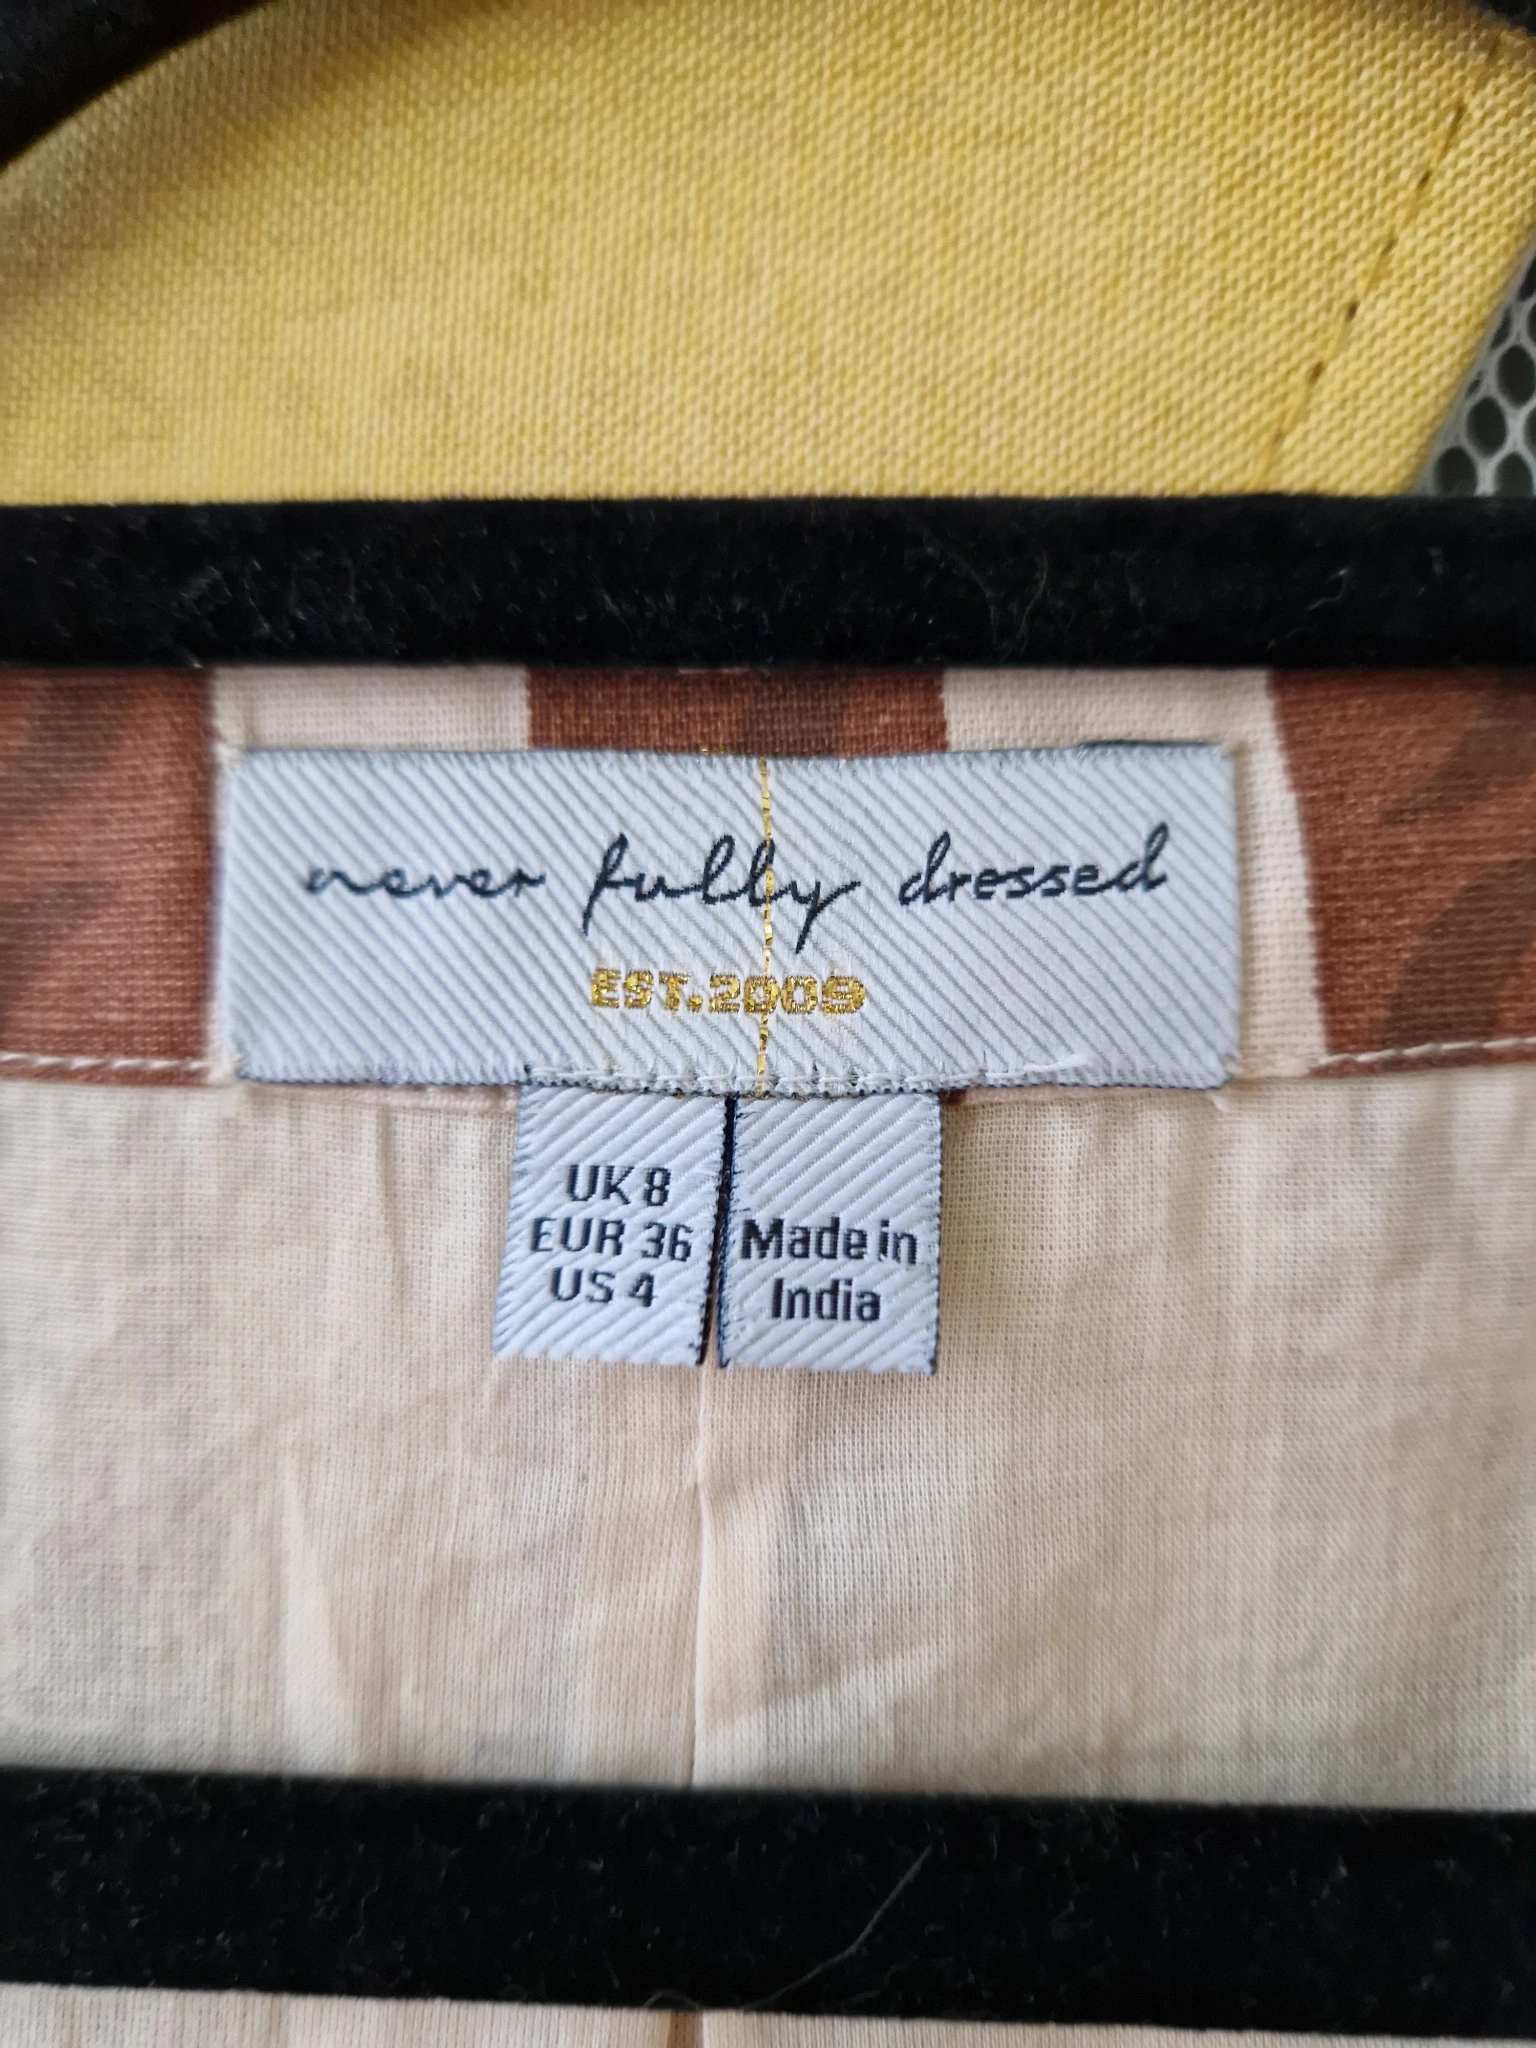 never fully dressed
EST.2009
UK 8
EUR 36
US 4
Made in
India